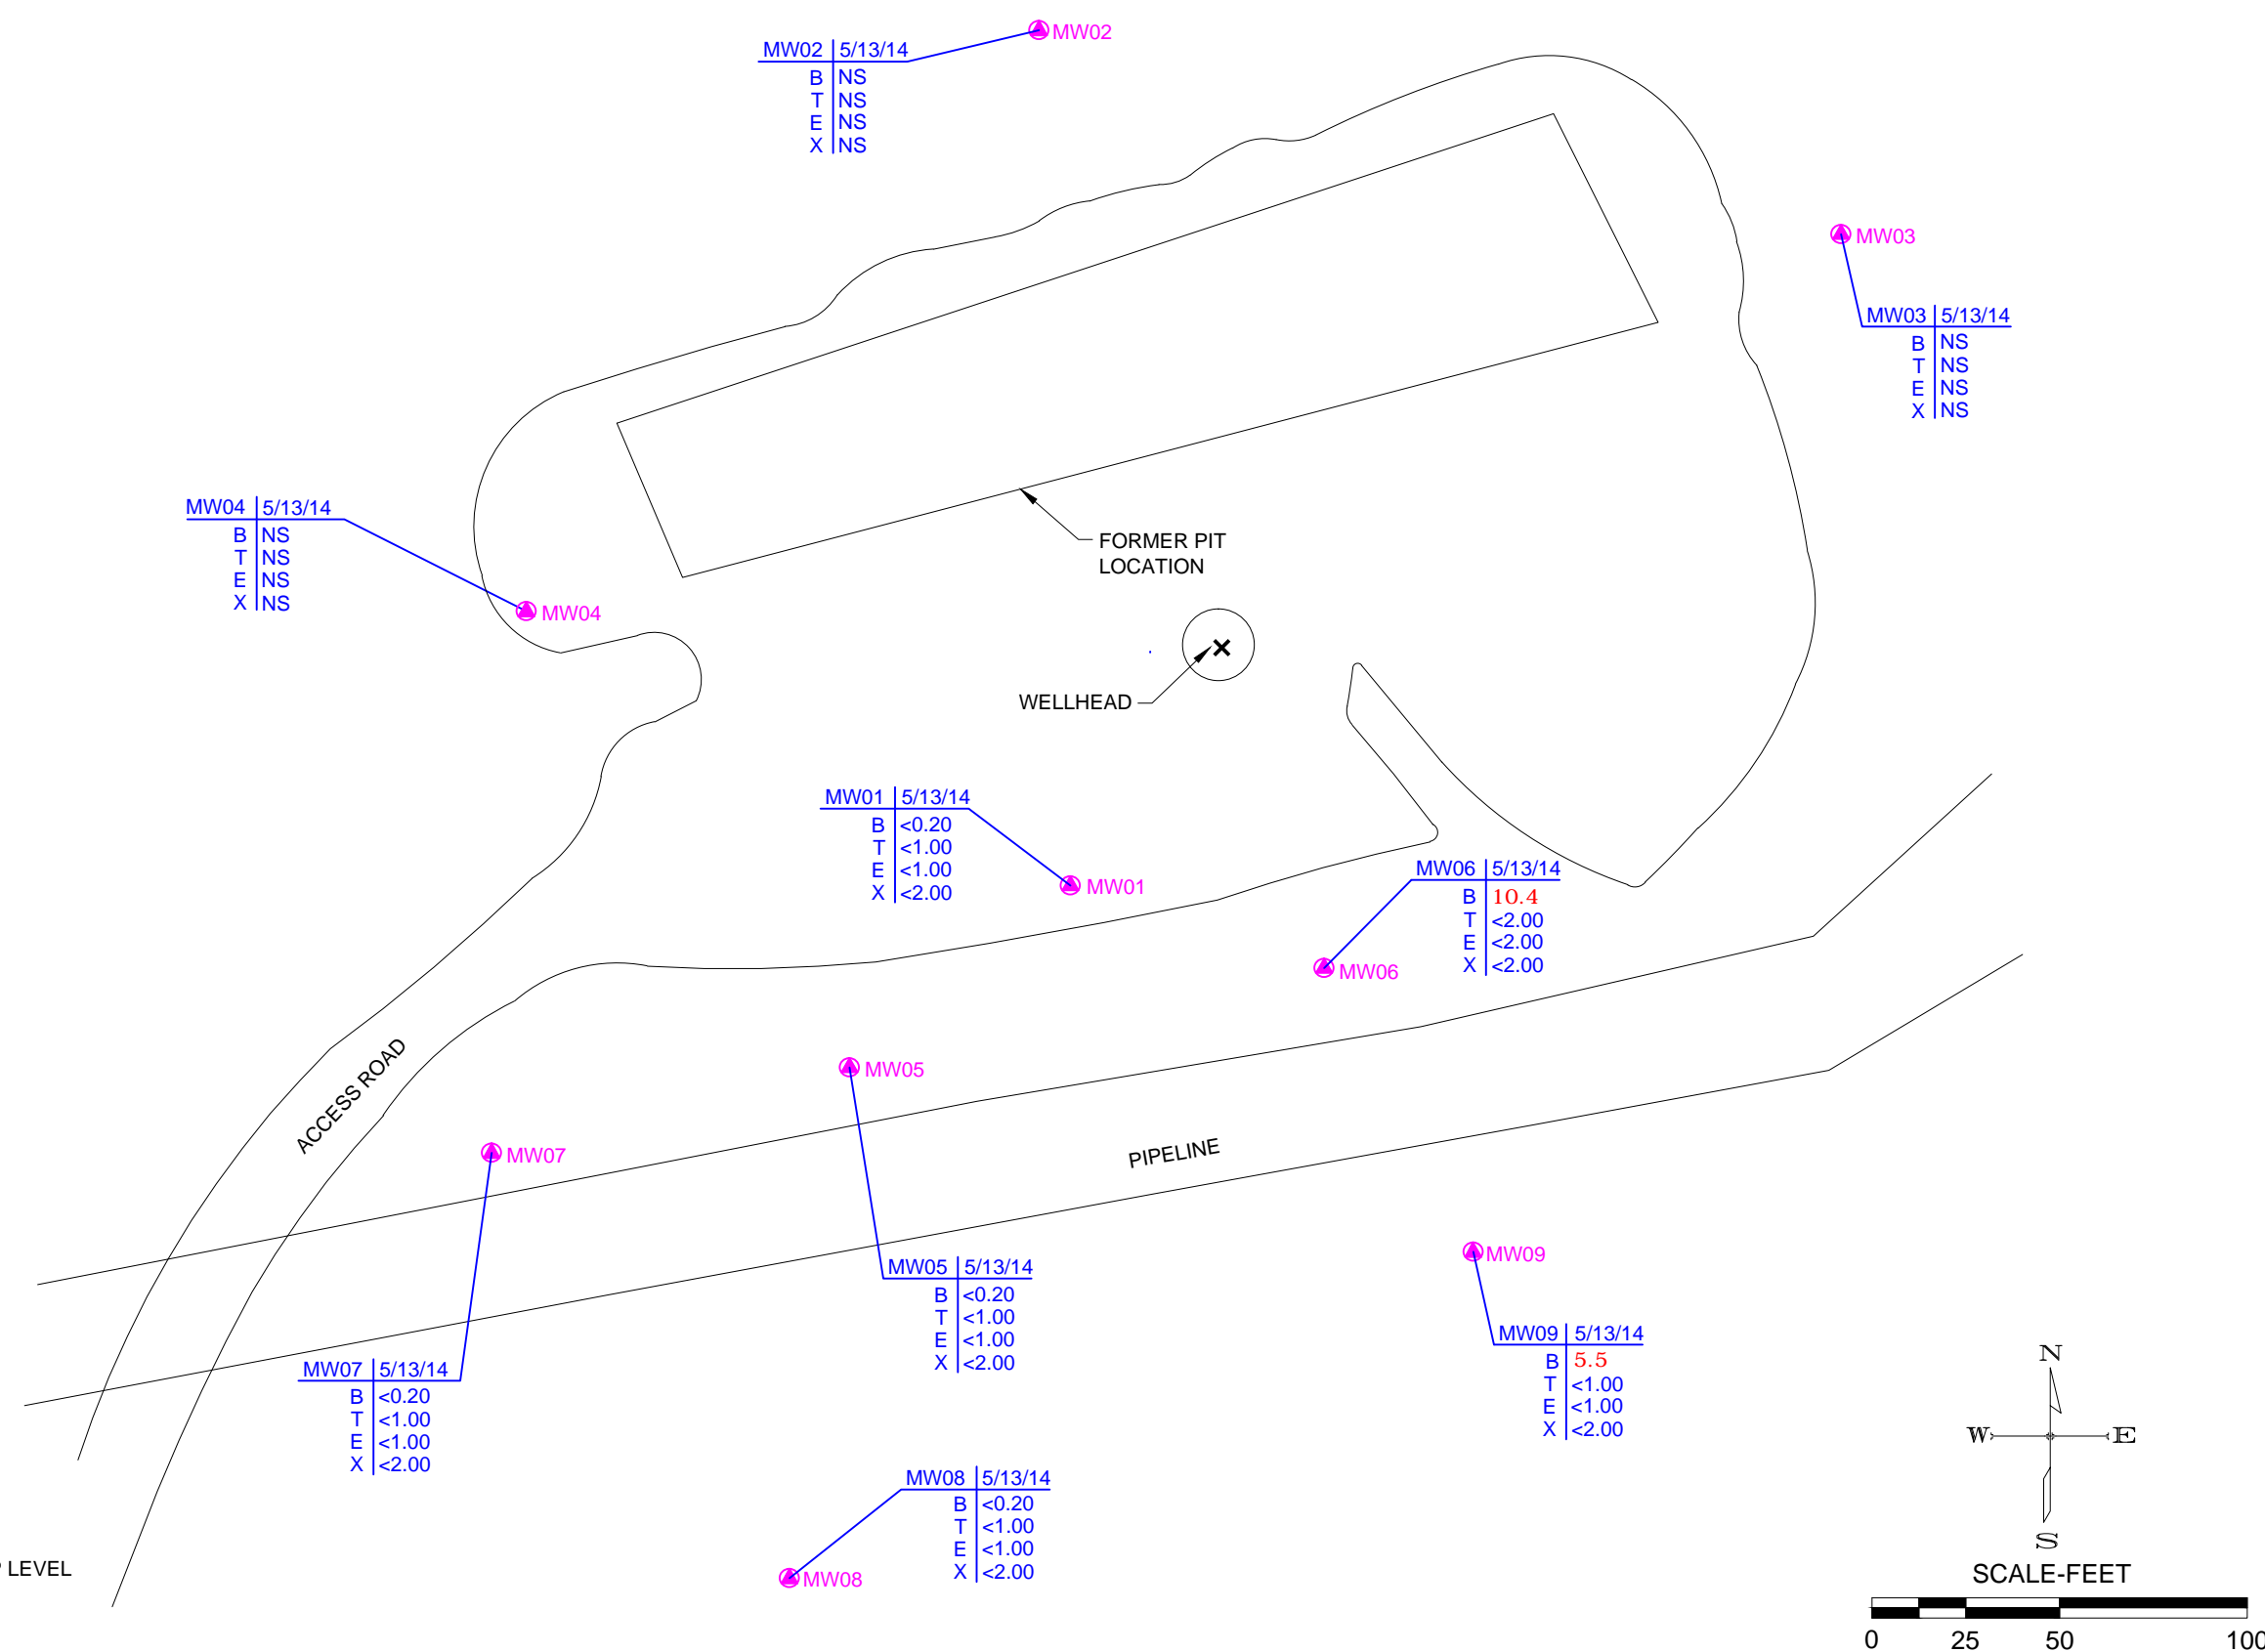 MW02
MW02 5/13/14
B NS
T NS
E NS
X NS
MW03
MW03 5/13/14
B NS
T NS
E NS
X NS
MW04 5/13/14
B NS
T NS
E NS
X NS
MW04
FORMER PIT
LOCATION
WELLHEAD
MW01 5/13/14
B <0.20
T <1.00
E <1.00
X <2.00
MW01
MW06 5/13/14
B 10.4
T <2.00
E <2.00
X <2.00
MW06
ACCESS ROAD
MW05
MW07
PIPELINE
MW05 5/13/14
B <0.20
T <1.00
E <1.00
X <2.00
MW09
MW09 5/13/14
B 5.5
T <1.00
E <1.00
X <2.00
MW07 5/13/14
B <0.20
T <1.00
E <1.00
X <2.00
MW08 5/13/14
B <0.20
T <1.00
E <1.00
X <2.00
MW08
N
W E
S
LEVEL
SCALE-FEET
0 25 50 100